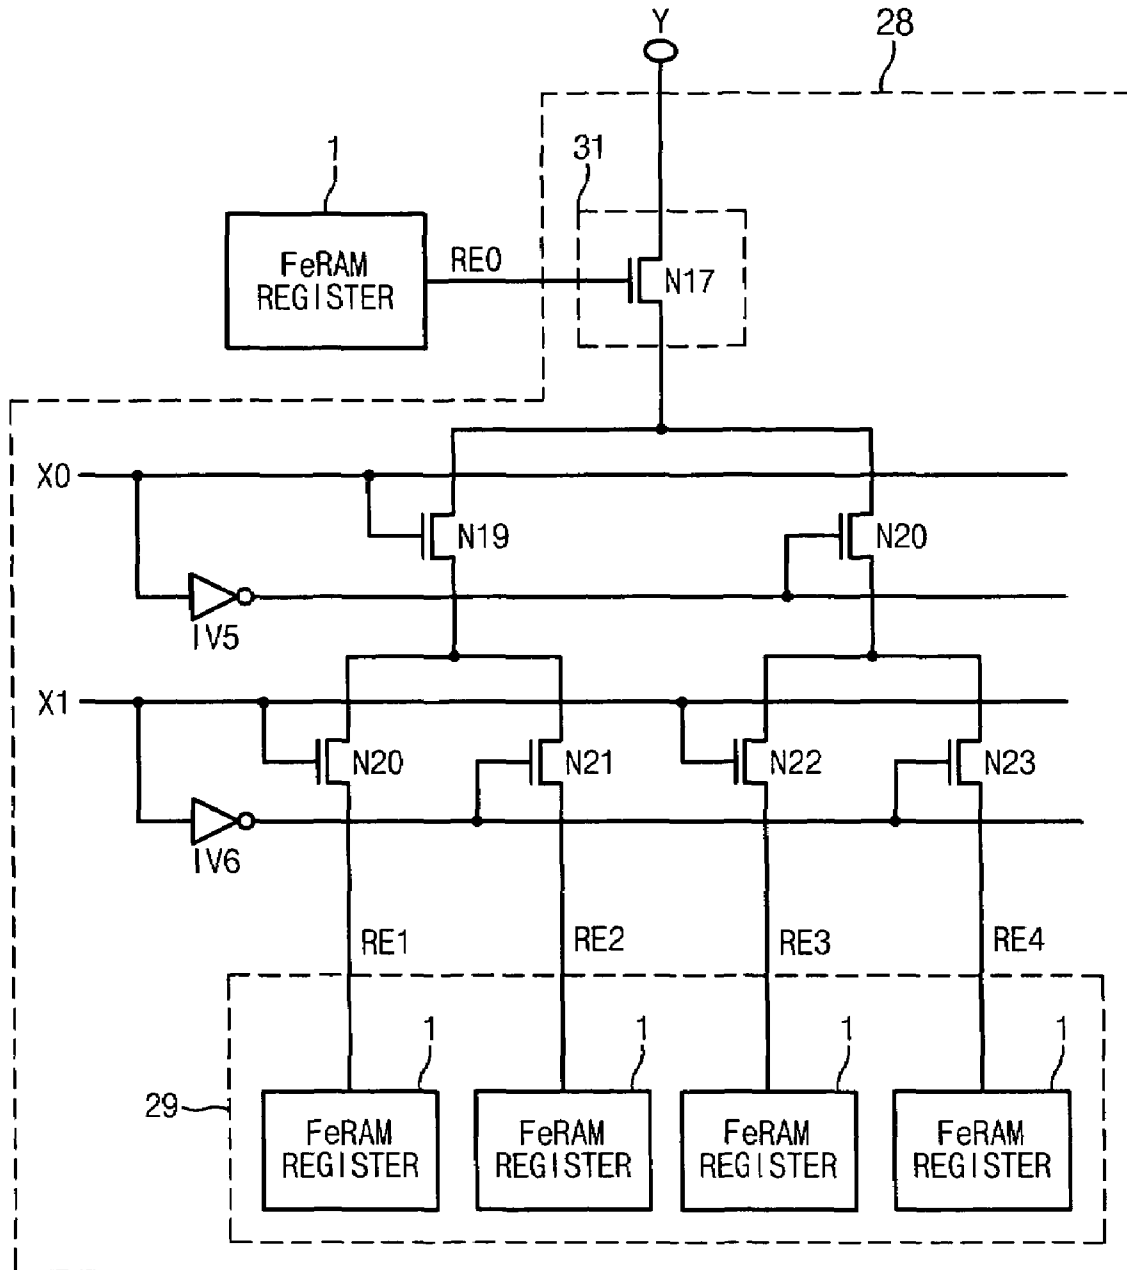 Y
28
31
1
FeRAM
REGISTER
RE0
N17
X0
N19
N20
IV5
X1
N20
N21
N22
N23
IV6
RE1
RE2
RE3
RE4
1
1
1
1
29
FeRAM
REGISTER
FeRAM
REGISTER
FeRAM
REGISTER
FeRAM
REGISTER